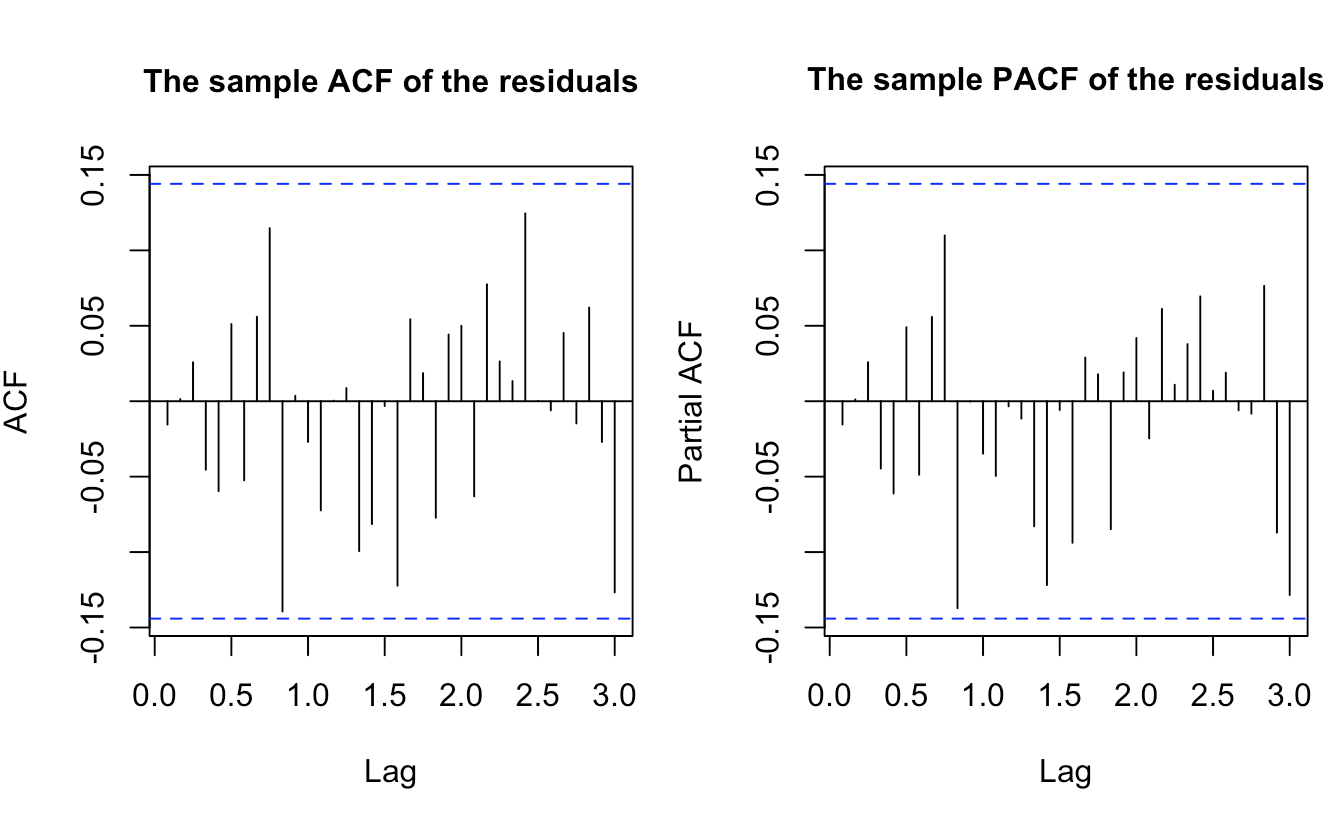 The sample ACF of the residuals
ACF
0.15
0.05
-0.05
-0.15
0.0 0.5 1.0 1.5 2.0 2.5 3.0
Lag
The sample PACF of the residuals
Partial ACF
0.15
0.05
-0.05
-0.15
0.0 0.5 1.0 1.5 2.0 2.5 3.0
Lag